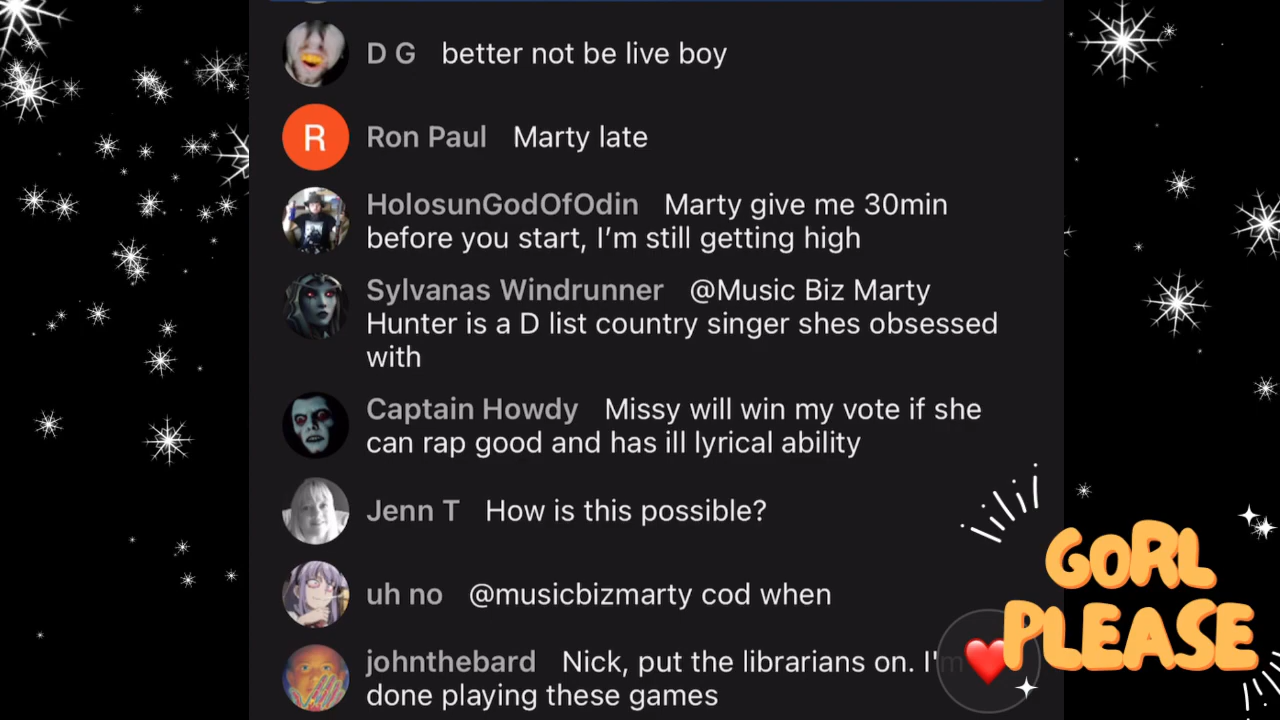 D G better not be live boy
R Ron Paul Marty late
HolosunGodOfOdin Marty give me 30min
before you start, I’m still getting high
Sylvanas Windrunner @Music Biz Marty
Hunter is a D list country singer shes obsessed
with
Captain Howdy Missy will win my vote if she
can rap good and has ill lyrical ability
Jenn T How is this possible?
uh no @musicbizmarty cod when
johnthebard Nick, put the librarians on. I'm
done playing these games
GORL
PLEASE